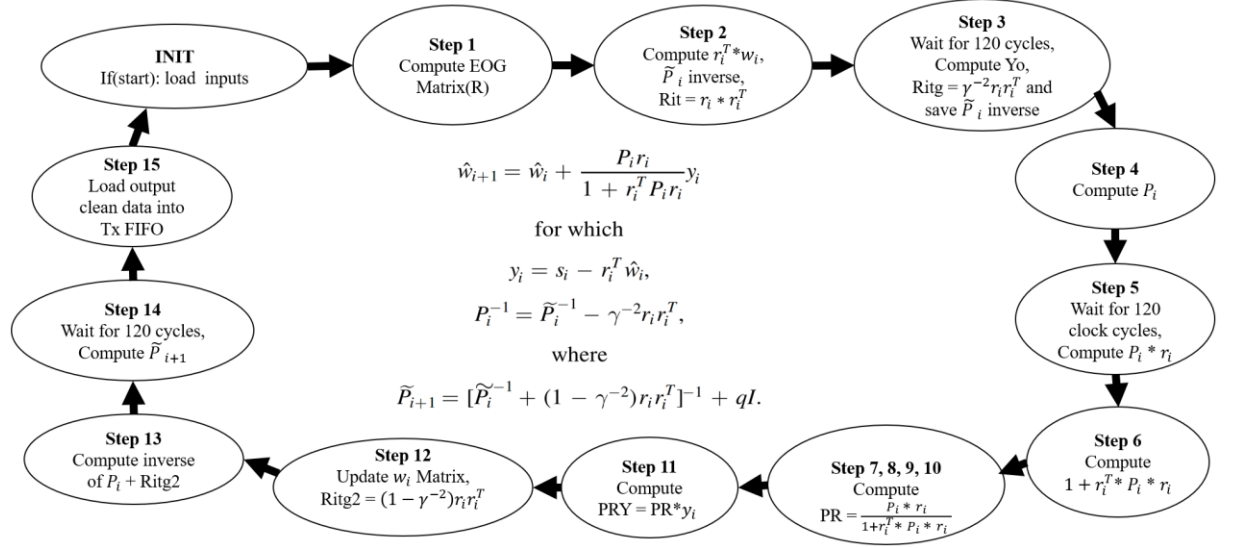 INIT
If(start): load inputs
Step 1
Compute EOG
Matrix(R)
Step 2
Compute r_i^T*w_i,
P̃_i inverse,
Rit = r_i * r_i^T
Step 3
Wait for 120 cycles,
Compute Yo,
Ritg = γ^{-2}r_i r_i^T and
save P̃_i inverse
Step 4
Compute P_i
Step 5
Wait for 120
clock cycles,
Compute P_i * r_i
Step 6
Compute
1 + r_i^T* P_i * r_i
Step 7, 8, 9, 10
Compute
PR = \frac{P_i * r_i}{1+r_i^T* P_i * r_i}
Step 11
Compute
PRY = PR*y_i
Step 12
Update w_i Matrix,
Ritg2 = (1 − γ^{-2})r_i r_i^T
Step 13
Compute inverse
of P_i + Ritg2
Step 14
Wait for 120 cycles,
Compute P̃_{i+1}
Step 15
Load output
clean data into
Tx FIFO
ŵ_{i+1} = ŵ_i + \frac{P_i r_i}{1 + r_i^T P_i r_i} y_i
for which
y_i = s_i − r_i^T ŵ_i,
P_i^{-1} = P̃_i^{-1} − γ^{-2} r_i r_i^T,
where
P̃_{i+1} = [P̃_i^{-1} + (1 − γ^{-2}) r_i r_i^T]^{-1} + qI.